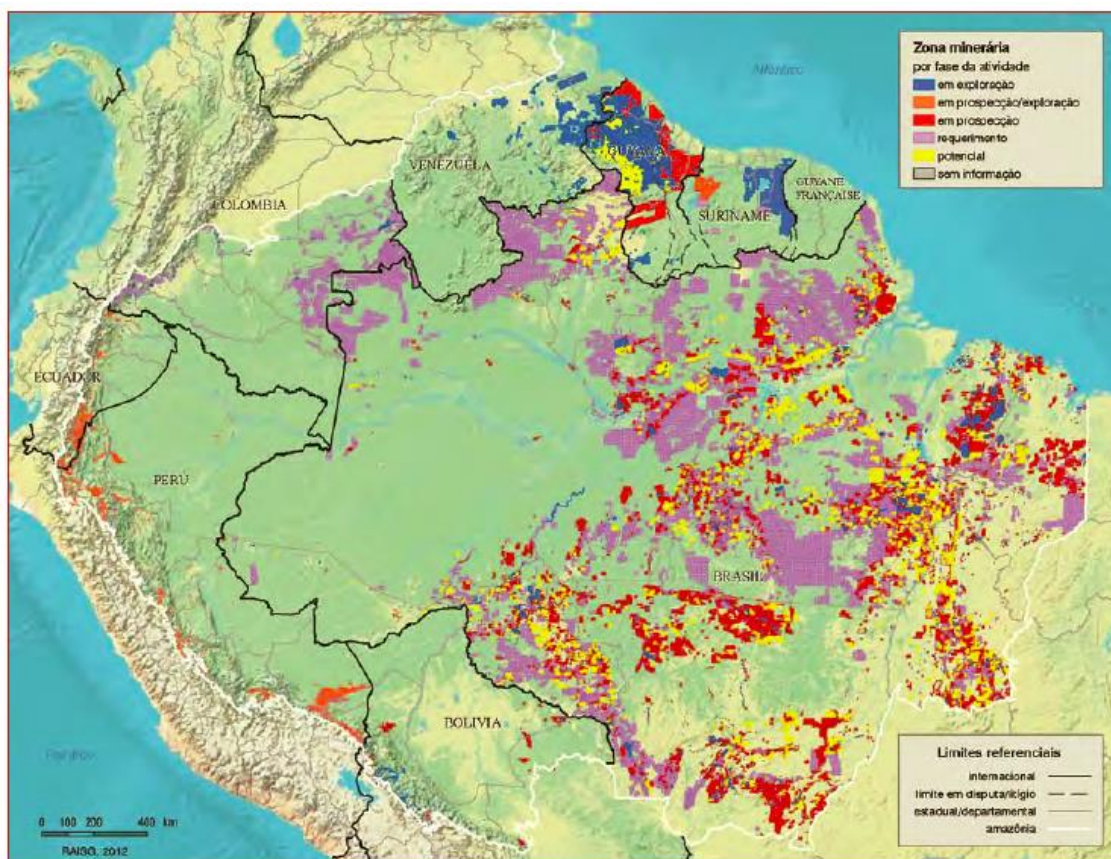 Zona minerária
por fase da atividade
em exploração
em prospecção/exploração
em prospecção
requerimento
potencial
sem informação
Atlântico
VENEZUELA
GUYANA
GUYANE
FRANÇAISE
SURINAME
COLOMBIA
ECUADOR
PERÚ
BRASIL
BOLIVIA
Limites referenciais
internacional
limite em disputa/litígio
estadual/departamental
amazônia
0 100 200 400 km
RAISG, 2012